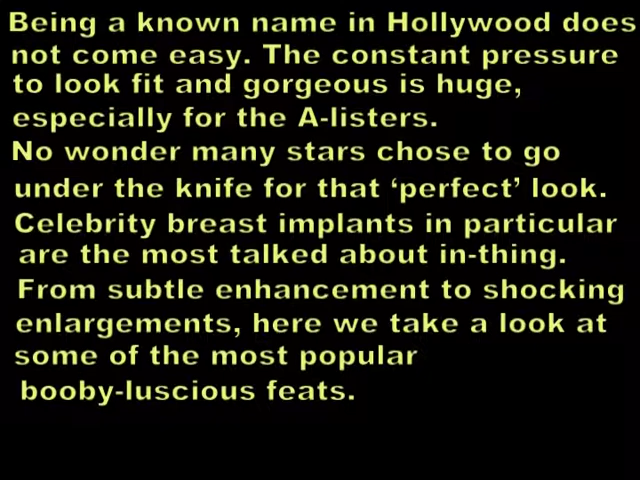 Being a known name in Hollywood does
not come easy. The constant pressure
to look fit and gorgeous is huge,
especially for the A-listers.
No wonder many stars chose to go
under the knife for that ‘perfect’ look.
Celebrity breast implants in particular
are the most talked about in-thing.
From subtle enhancement to shocking
enlargements, here we take a look at
some of the most popular
booby-luscious feats.